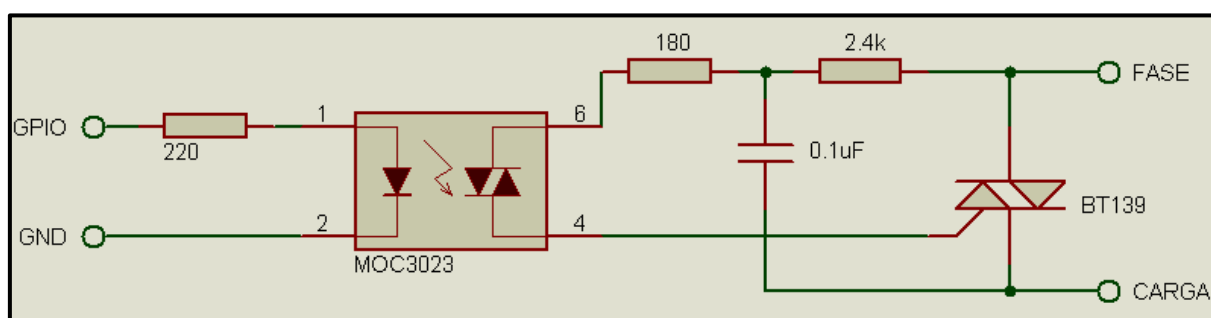 180
2.4k
FASE
GPIO
1
6
220
0.1uF
BT139
GND
2
4
MOC3023
CARGA